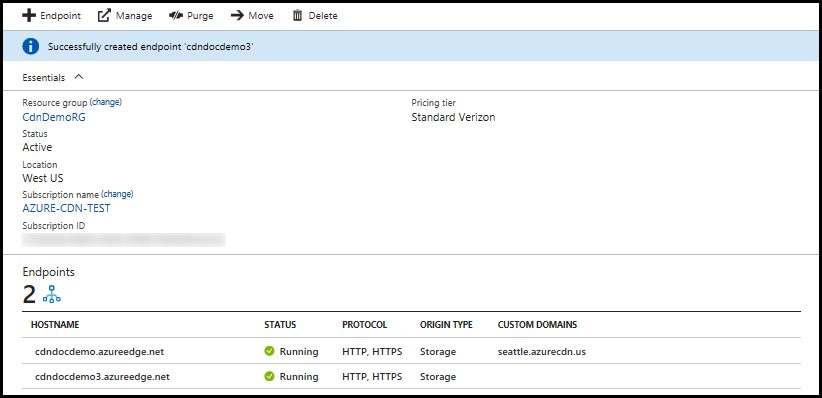 Endpoint Manage Purge Move Delete
Successfully created endpoint 'cdndocdemo3'
Essentials
Resource group (change) Pricing tier
CdnDemoRG Standard Verizon
Status
Active
Location
West US
Subscription name (change)
AZURE-CDN-TEST
Subscription ID
Endpoints
2
HOSTNAME STATUS PROTOCOL ORIGIN TYPE CUSTOM DOMAINS
cdndocdemo.azureedge.net Running HTTP, HTTPS Storage seattle.azurecdn.us
cdndocdemo3.azureedge.net Running HTTP, HTTPS Storage